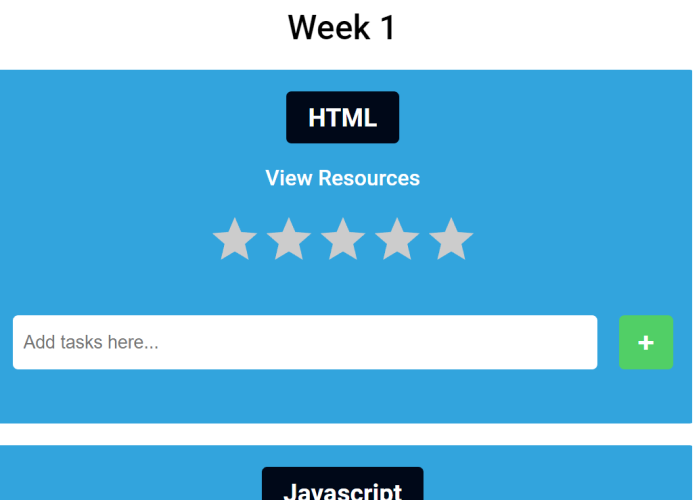 Week 1
HTML
View Resources
Add tasks here...
+
Javascript